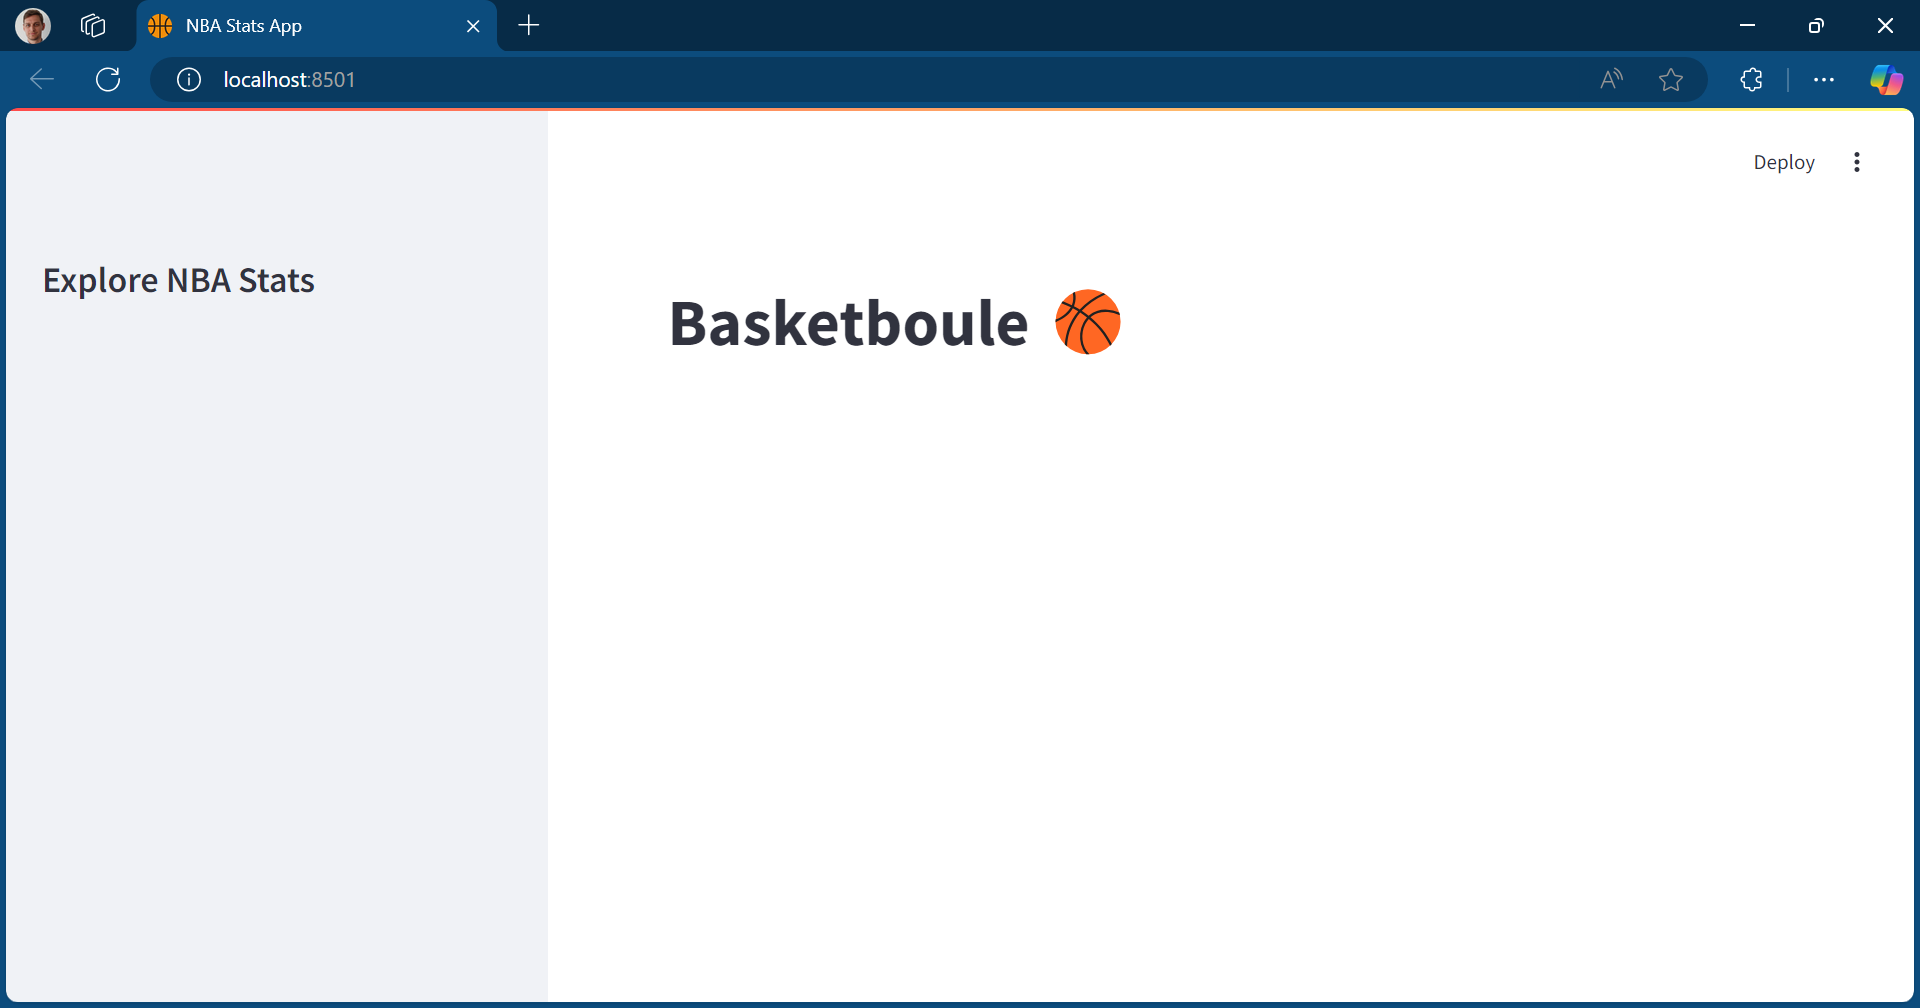 NBA Stats App
localhost:8501
Deploy
Explore NBA Stats
Basketboule 🏀